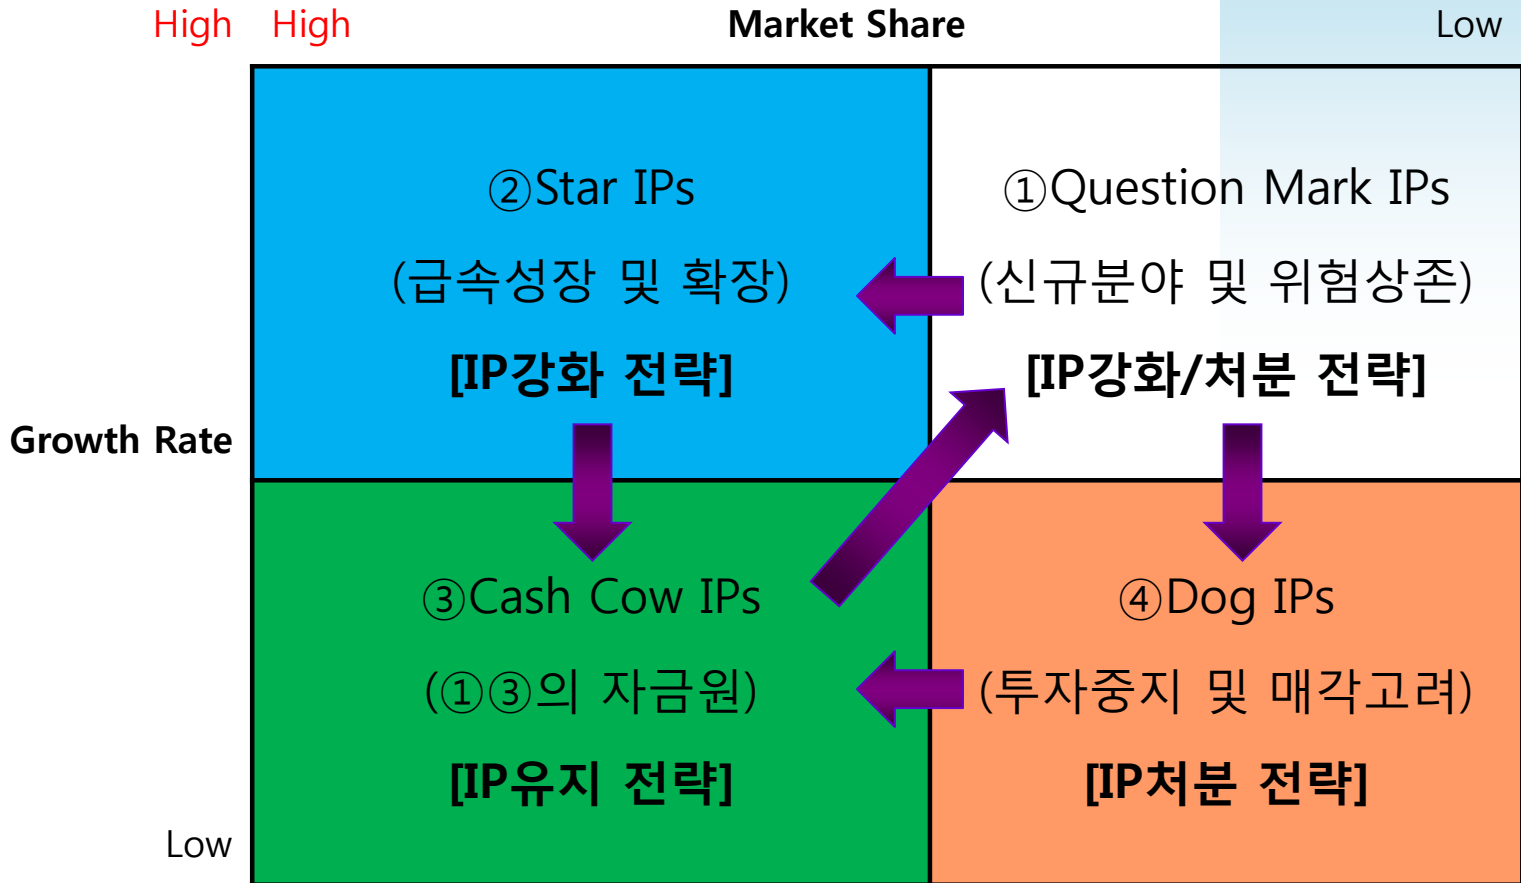 High High Market Share Low
②Star IPs
(급속성장 및 확장)
[IP강화 전략]
①Question Mark IPs
(신규분야 및 위험상존)
[IP강화/처분 전략]
Growth Rate
③Cash Cow IPs
(①③의 자금원)
[IP유지 전략]
④Dog IPs
(투자중지 및 매각고려)
[IP처분 전략]
Low